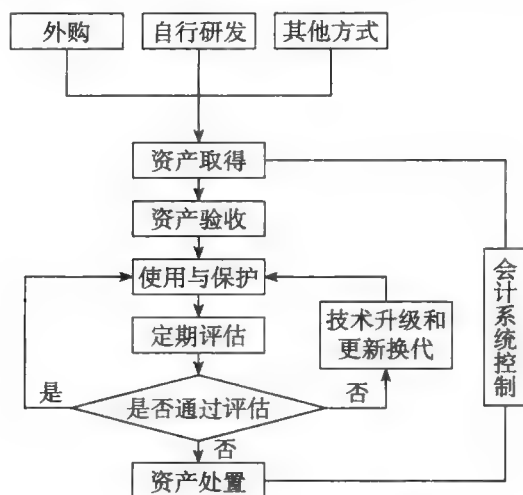 外购
自行研发
其他方式
资产取得
资产验收
使用与保护
定期评估
技术升级和
更新换代
会计系统控制
是
是否通过评估
否
否
资产处置